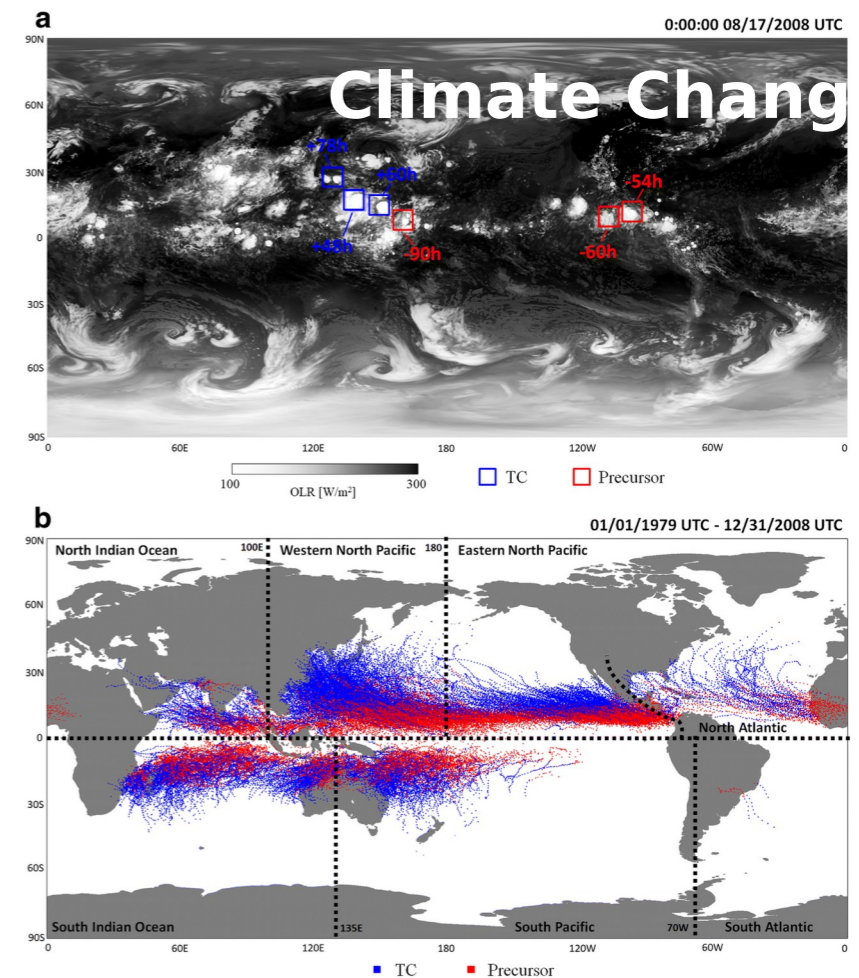 a
0:00:00 08/17/2008 UTC
Climate Chang
90N
60N
30N
0
30S
60S
90S
+78h
+60h
+48h
-90h
-54h
-60h
0 60E 120E 180 120W 60W 0
100 300
OLR [W/m²]
TC Precursor
b
01/01/1979 UTC - 12/31/2008 UTC
90N
60N
30N
0
30S
60S
90S
North Indian Ocean 100E Western North Pacific 180 Eastern North Pacific
North Atlantic
South Indian Ocean 135E South Pacific 70W South Atlantic
0 60E 120E 180 120W 60W 0
TC Precursor